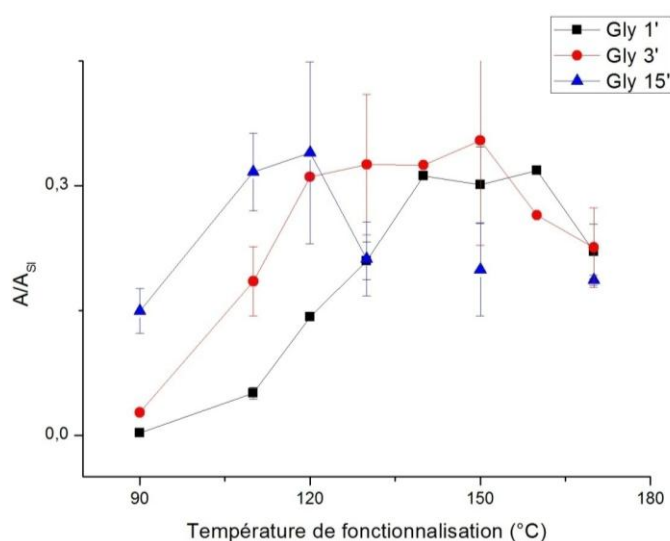 Gly 1'
Gly 3'
Gly 15'
A/A_SI
0,3
0,0
90
120
150
180
Température de fonctionnalisation (°C)